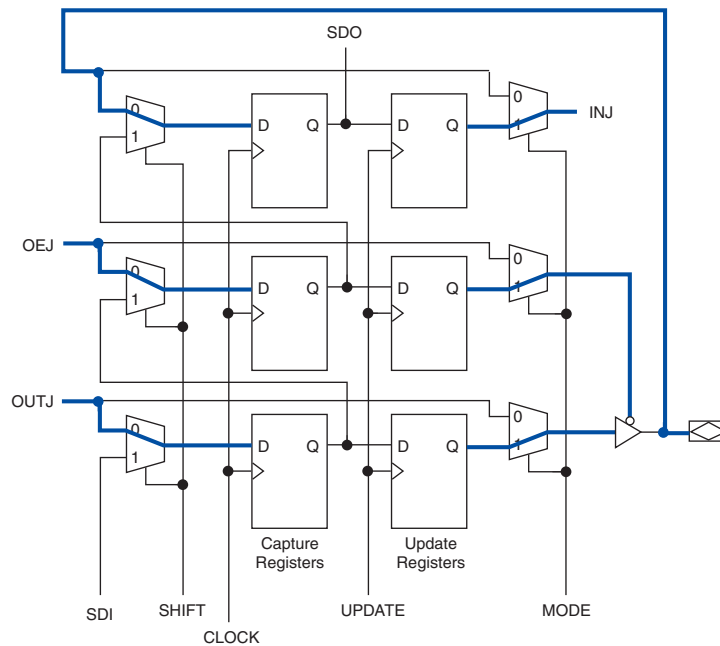 SDO
0
1
D
Q
D
Q
0
1
INJ
OEJ
0
1
D
Q
D
Q
0
1
OUTJ
0
1
D
Q
D
Q
0
1
Capture
Registers
Update
Registers
SDI
SHIFT
CLOCK
UPDATE
MODE